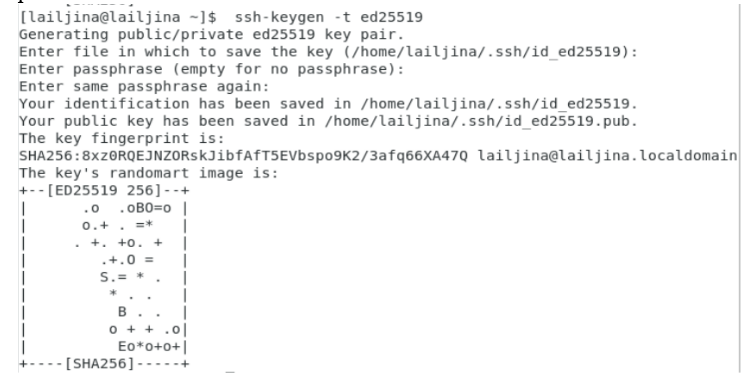 [lailjina@lailjina ~]$  ssh-keygen -t ed25519
Generating public/private ed25519 key pair.
Enter file in which to save the key (/home/lailjina/.ssh/id_ed25519):
Enter passphrase (empty for no passphrase):
Enter same passphrase again:
Your identification has been saved in /home/lailjina/.ssh/id_ed25519.
Your public key has been saved in /home/lailjina/.ssh/id_ed25519.pub.
The key fingerprint is:
SHA256:8xz0RQEJNZORskJibfAfT5EVbspo9K2/3afq66XA47Q lailjina@lailjina.localdomain
The key's randomart image is:
+--[ED25519 256]--+
|      .o  .oBO=o |
|      o.+ . =*   |
|     . +. +o. +  |
|        .+.O =   |
|        S.= * .  |
|         * . .   |
|          B . .  |
|         o + + .o|
|          Eo*o+o+|
+----[SHA256]-----+